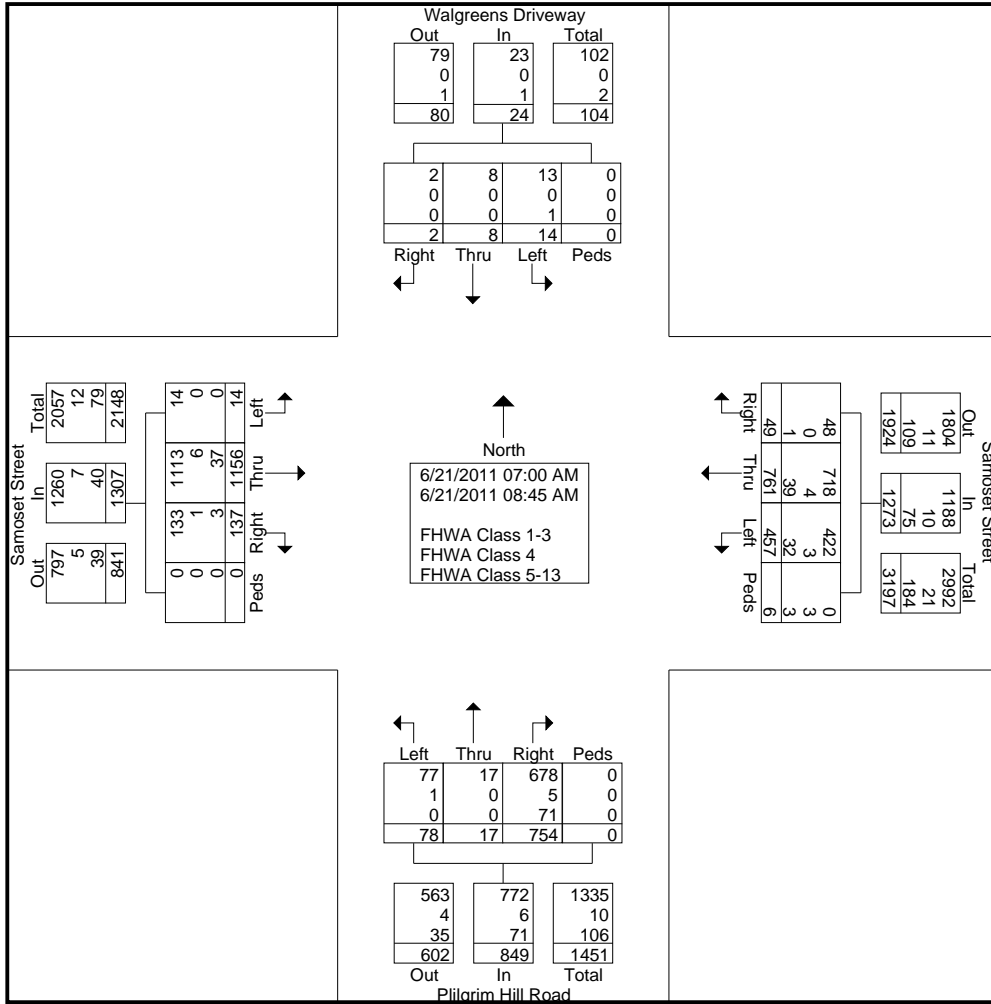 Walgreens Driveway
Out In Total
79 23 102
0 0 0
1 1 2
80 24 104
2 8 13 0
0 0 0 0
0 0 1 0
2 8 14 0
Right Thru Left Peds
Samoset Street
Total In Out
2057 1260 797
12 7 5
79 40 39
2148 1307 841
14 1113 133 0
0 6 1 0
0 37 3 0
14 1156 137 0
Left Thru Right Peds
North
6/21/2011 07:00 AM
6/21/2011 08:45 AM
FHWA Class 1-3
FHWA Class 4
FHWA Class 5-13
Right Thru Left Peds
48 718 422 0
0 4 3 3
1 39 32 3
49 761 457 6
Samoset Street
Out In Total
1804 1188 2992
11 10 21
109 75 184
1924 1273 3197
Left Thru Right Peds
77 17 678 0
1 0 5 0
0 0 71 0
78 17 754 0
563 772 1335
4 6 10
35 71 106
602 849 1451
Out In Total
Plilgrim Hill Road